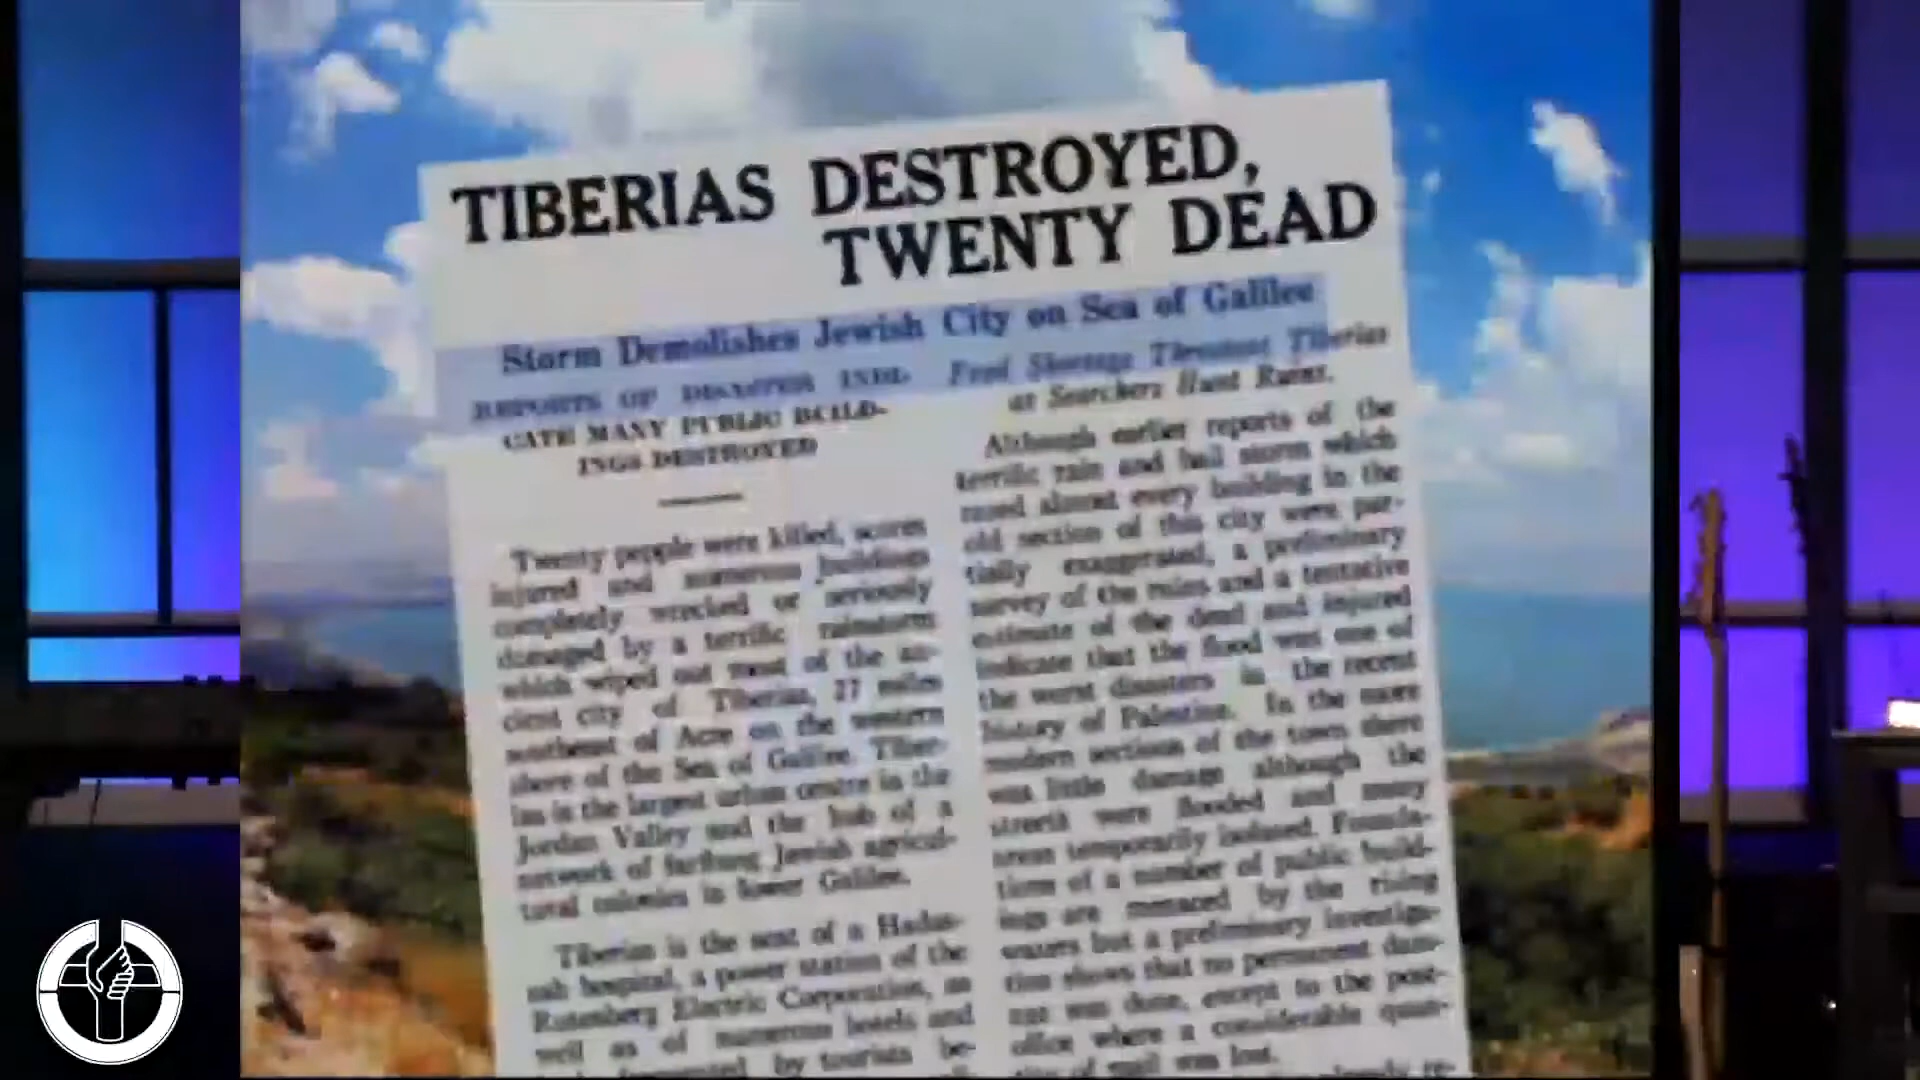 TIBERIAS DESTROYED,
TWENTY DEAD
Storm Demolishes Jewish City on Sea of Galilee
REPORTS OF DISASTER INDI-
CATE MANY PUBLIC BUILD-
INGS DESTROYED
Twenty people were killed, scores
injured and numerous buildings
completely wrecked or seriously
damaged by a terrific rainstorm
which wiped out most of the an-
cient city of Tiberias, 27 miles
southeast of Acre on the western
shore of the Sea of Galilee. Tiber-
ias is the largest urban centre in the
Jordan Valley and the hub of a
network of Jewish agricul-
tural colonies in lower Galilee.
Tiberias is the seat of a Hadas-
sah hospital, a power station of the
Rutenberg Electric Corporation, as
well as of numerous hotels and
by tourists be-
Food Shortage Threatens Tiberias
as Searchers Hunt Ruins.
Although earlier reports of the
terrific rain and hail storm which
razed almost every building in the
old section of this city were par-
tially exaggerated, a preliminary
survey of the ruins and a tentative
estimate of the dead and injured
indicate that the flood was one of
the worst disasters in the recent
history of Palestine. In the more
modern sections of the town there
was little damage although the
streets were flooded and many
areas temporarily isolated. Founda-
tions of a number of public build-
ings are menaced by the rising
waters but a preliminary investiga-
tion shows that no permanent dam-
age was done, except to the post-
office where a considerable quan-
tity of mail was lost.